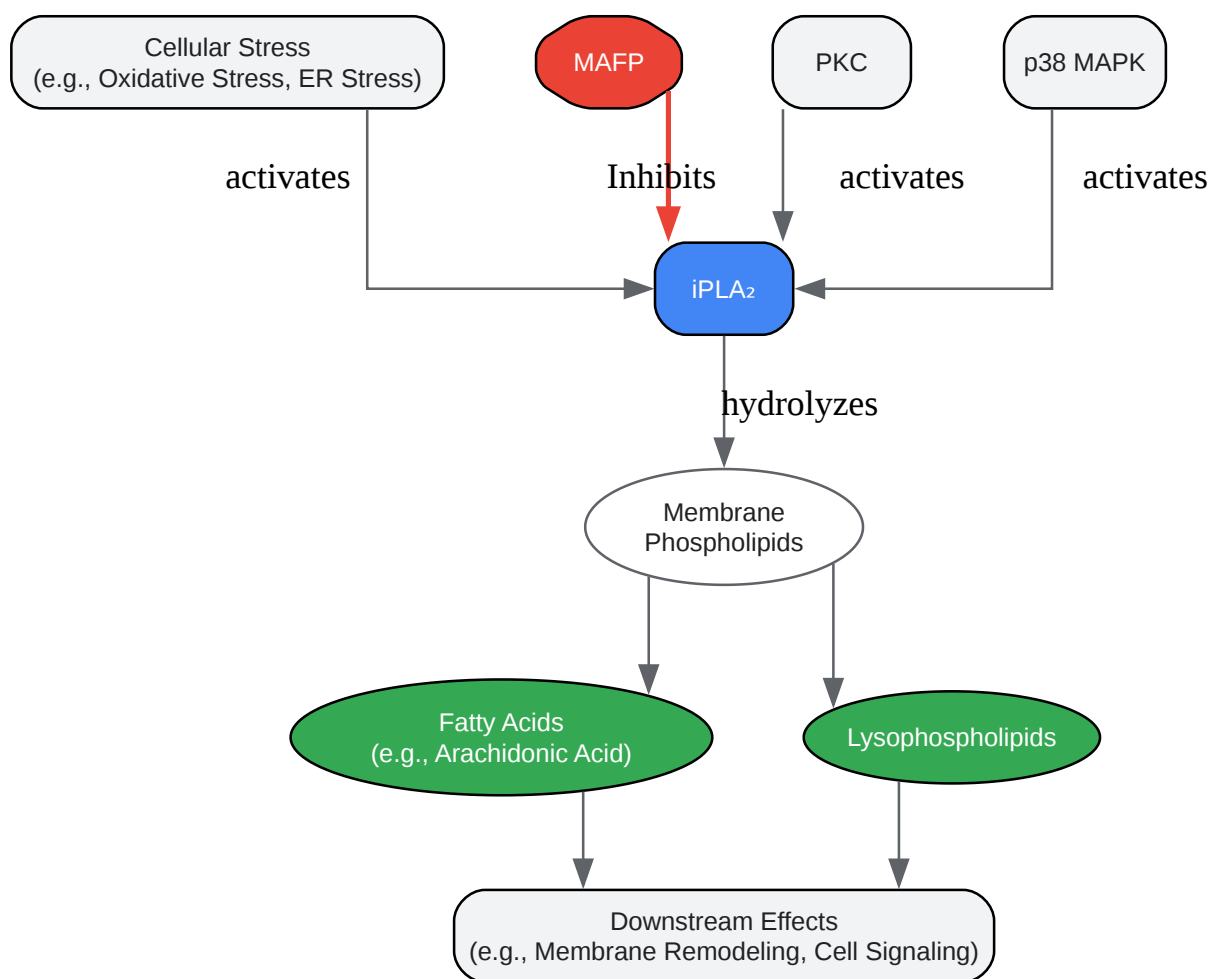 Cellular Stress
(e.g., Oxidative Stress, ER Stress)
MAFP
PKC
p38 MAPK
activates
Inhibits
activates
activates
iPLA₂
hydrolyzes
Membrane
Phospholipids
Fatty Acids
(e.g., Arachidonic Acid)
Lysophospholipids
Downstream Effects
(e.g., Membrane Remodeling, Cell Signaling)